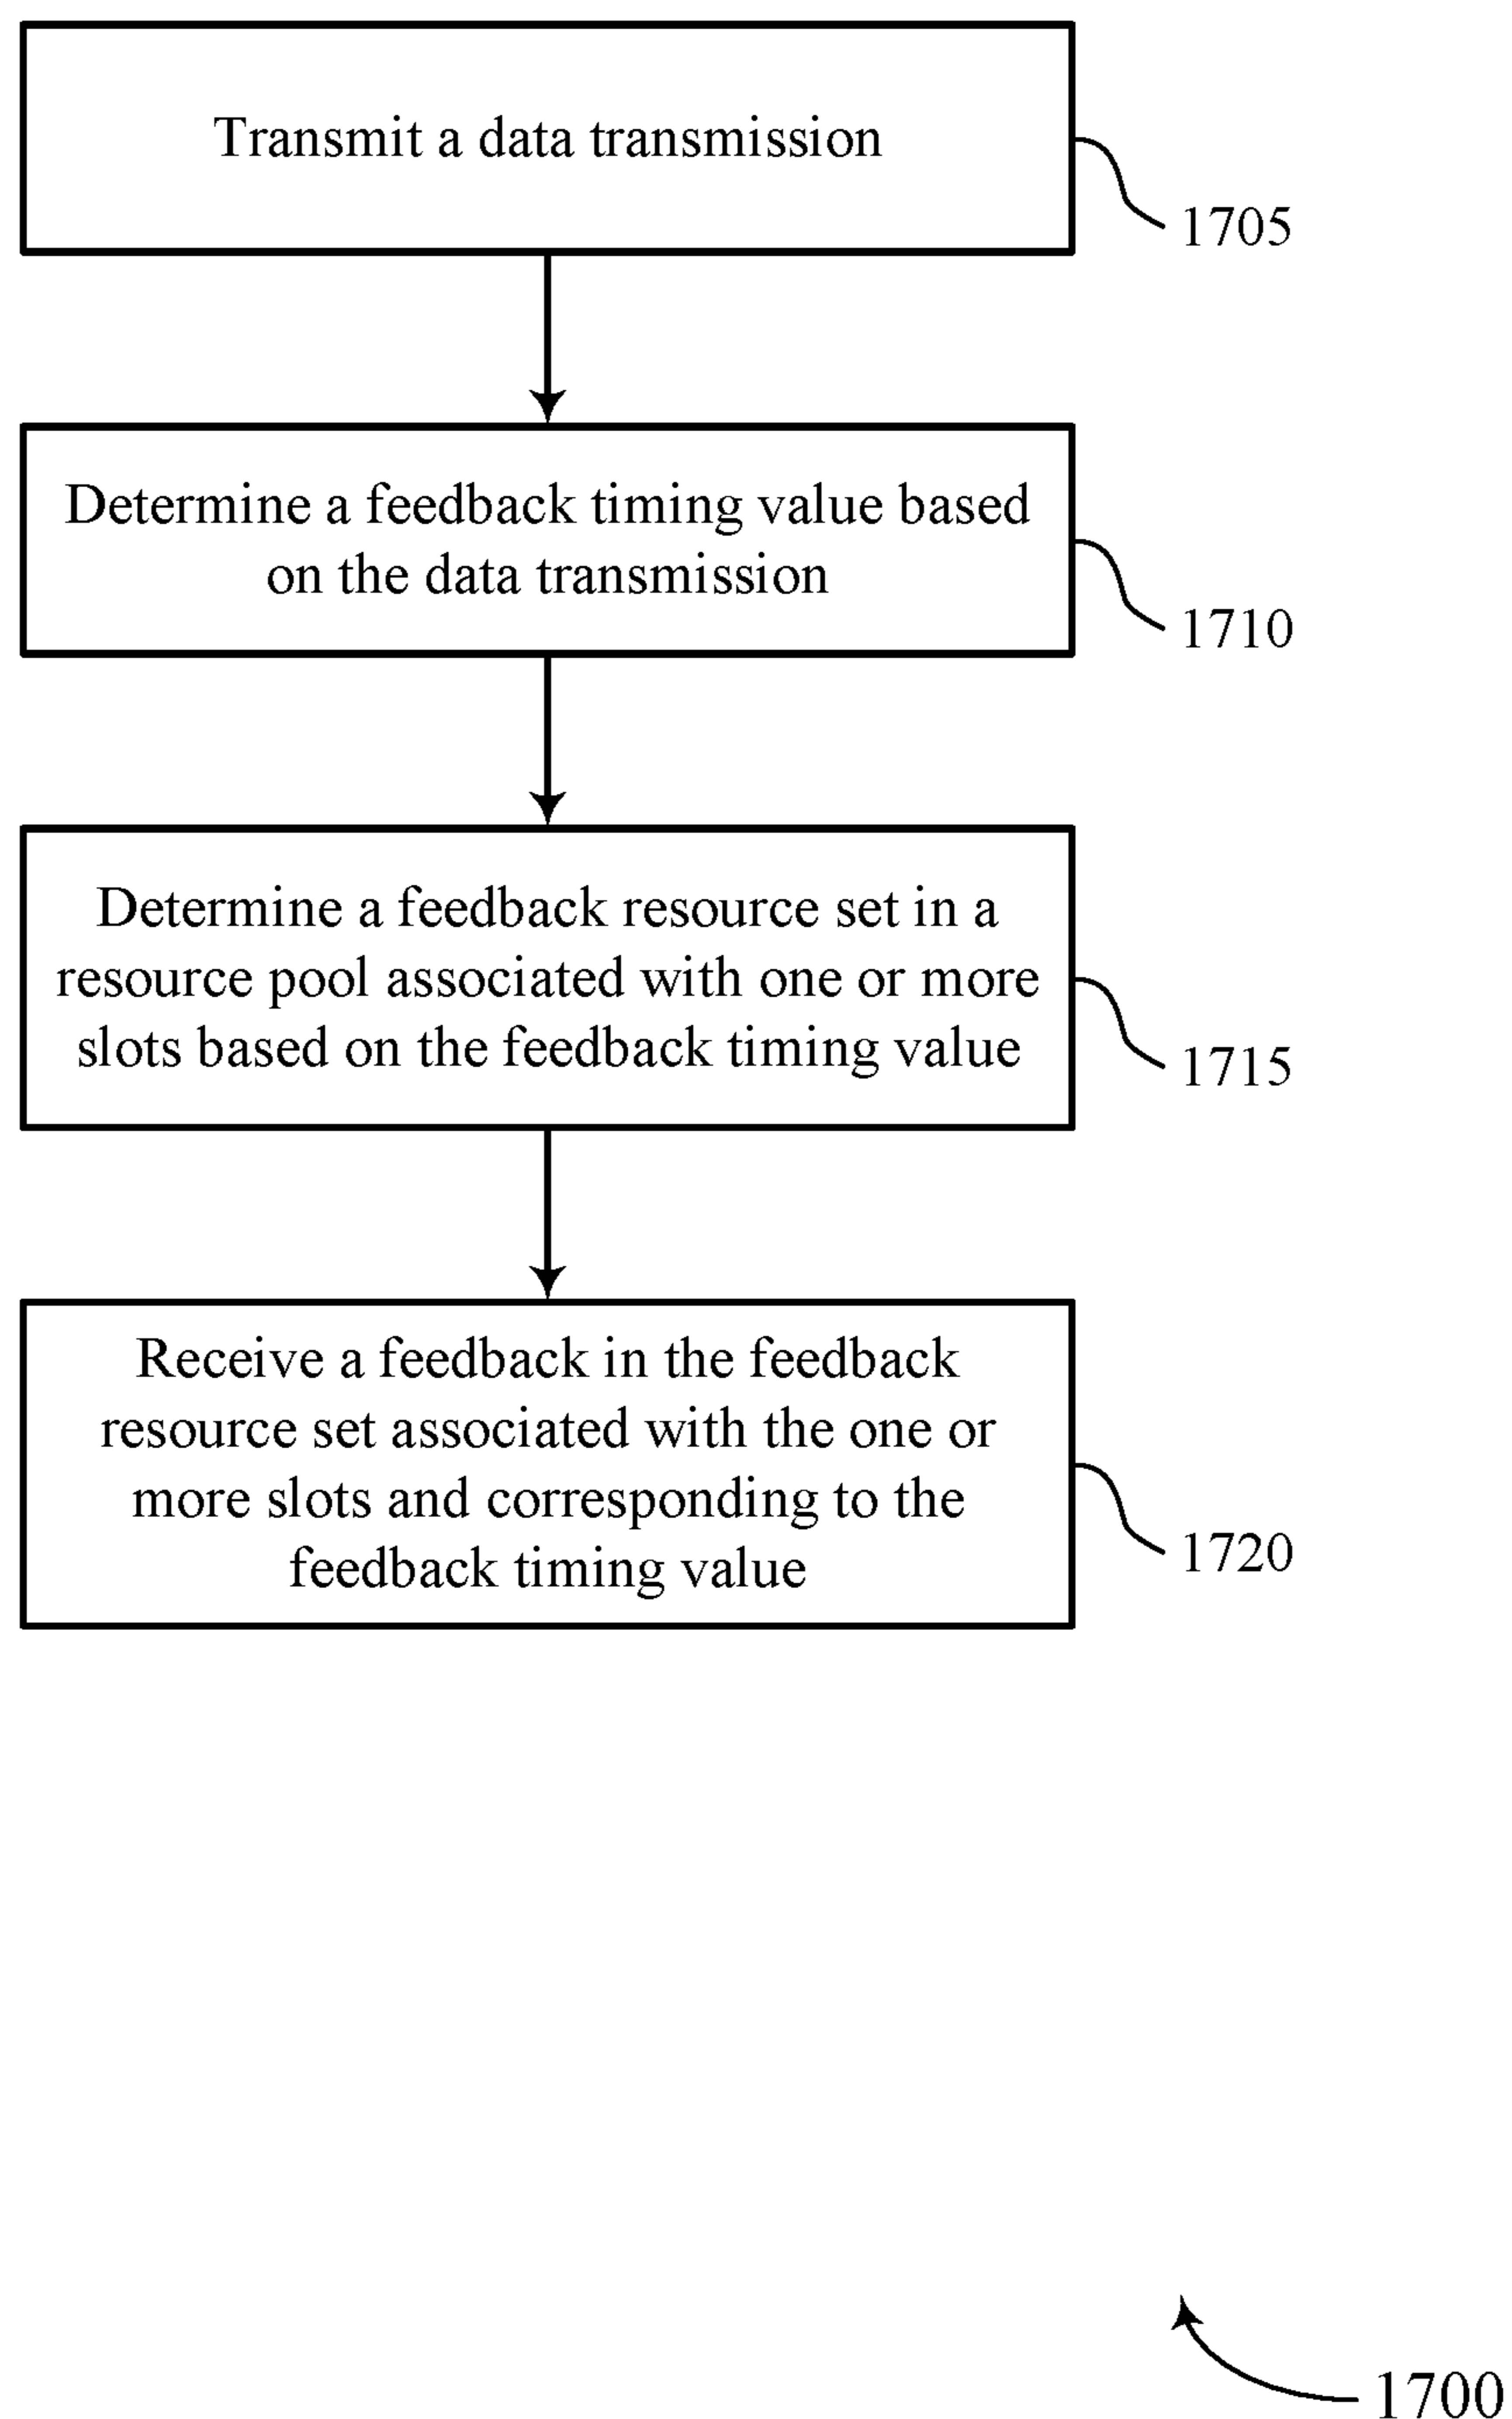 Transmit a data transmission
1705
Determine a feedback timing value based
on the data transmission
1710
Determine a feedback resource set in a
resource pool associated with one or more
slots based on the feedback timing value
1715
Receive a feedback in the feedback
resource set associated with the one or
more slots and corresponding to the
feedback timing value
1720
1700